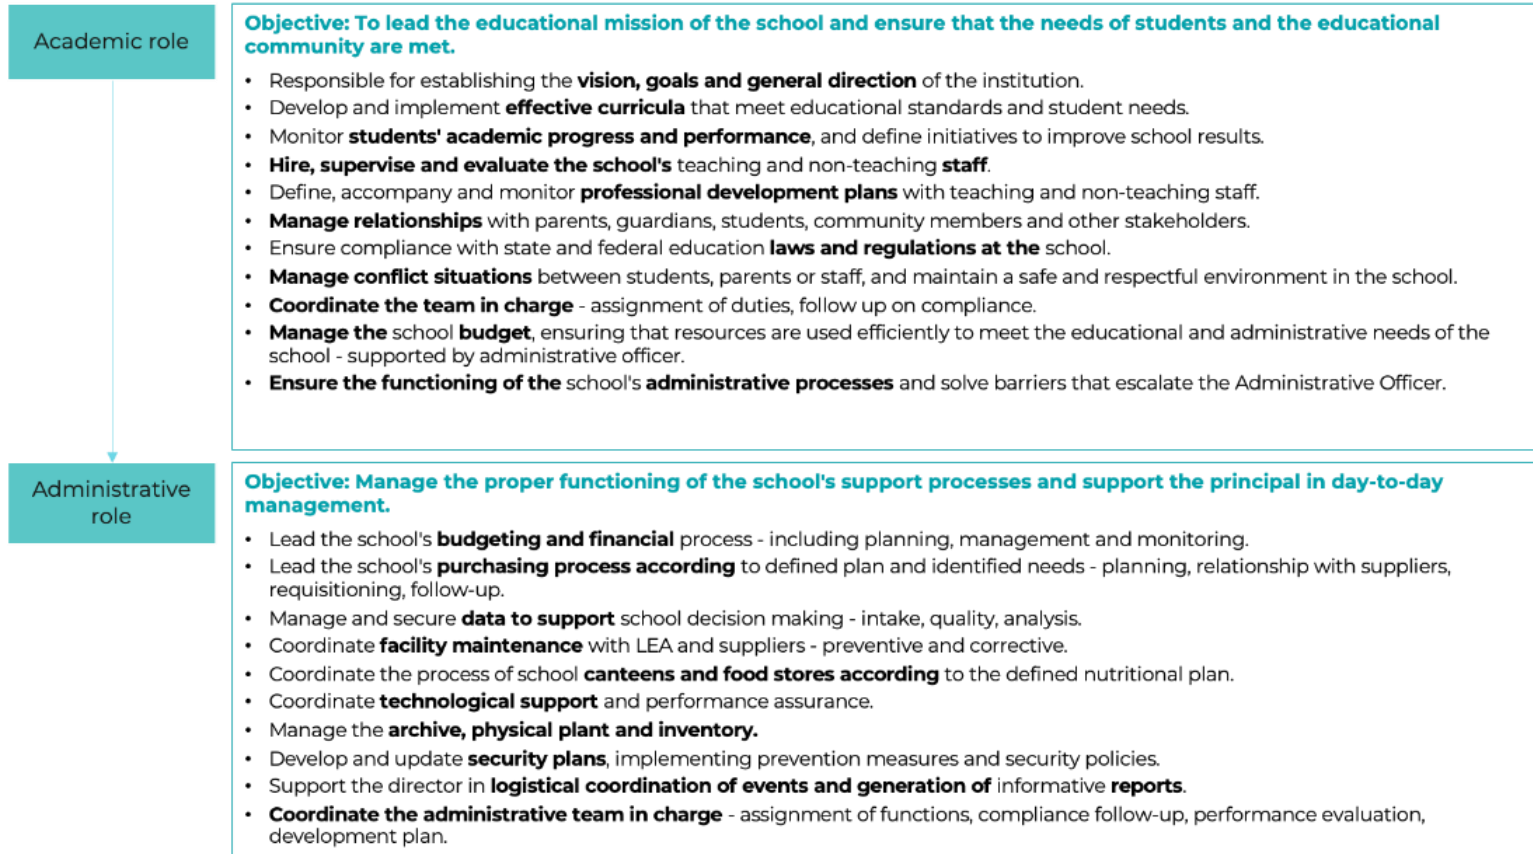 Academic role
Objective: To lead the educational mission of the school and ensure that the needs of students and the educational
community are met.
• Responsible for establishing the vision, goals and general direction of the institution.
• Develop and implement effective curricula that meet educational standards and student needs.
• Monitor students' academic progress and performance, and define initiatives to improve school results.
• Hire, supervise and evaluate the school's teaching and non-teaching staff.
• Define, accompany and monitor professional development plans with teaching and non-teaching staff.
• Manage relationships with parents, guardians, students, community members and other stakeholders.
• Ensure compliance with state and federal education laws and regulations at the school.
• Manage conflict situations between students, parents or staff, and maintain a safe and respectful environment in the school.
• Coordinate the team in charge - assignment of duties, follow up on compliance.
• Manage the school budget, ensuring that resources are used efficiently to meet the educational and administrative needs of the
school - supported by administrative officer.
• Ensure the functioning of the school's administrative processes and solve barriers that escalate the Administrative Officer.
Administrative
role
Objective: Manage the proper functioning of the school's support processes and support the principal in day-to-day
management.
• Lead the school's budgeting and financial process - including planning, management and monitoring.
• Lead the school's purchasing process according to defined plan and identified needs - planning, relationship with suppliers,
requisitioning, follow-up.
• Manage and secure data to support school decision making - intake, quality, analysis.
• Coordinate facility maintenance with LEA and suppliers - preventive and corrective.
• Coordinate the process of school canteens and food stores according to the defined nutritional plan.
• Coordinate technological support and performance assurance.
• Manage the archive, physical plant and inventory.
• Develop and update security plans, implementing prevention measures and security policies.
• Support the director in logistical coordination of events and generation of informative reports.
• Coordinate the administrative team in charge - assignment of functions, compliance follow-up, performance evaluation,
development plan.